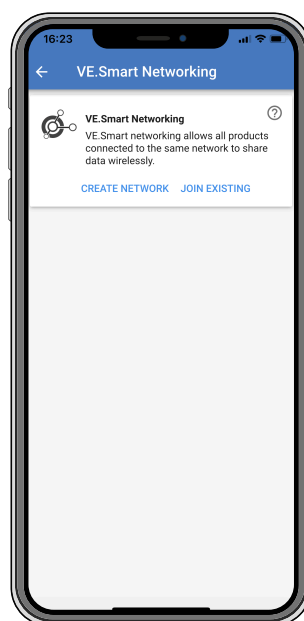 16:23
VE.Smart Networking
VE.Smart Networking
VE.Smart networking allows all products
connected to the same network to share
data wirelessly.
CREATE NETWORK JOIN EXISTING